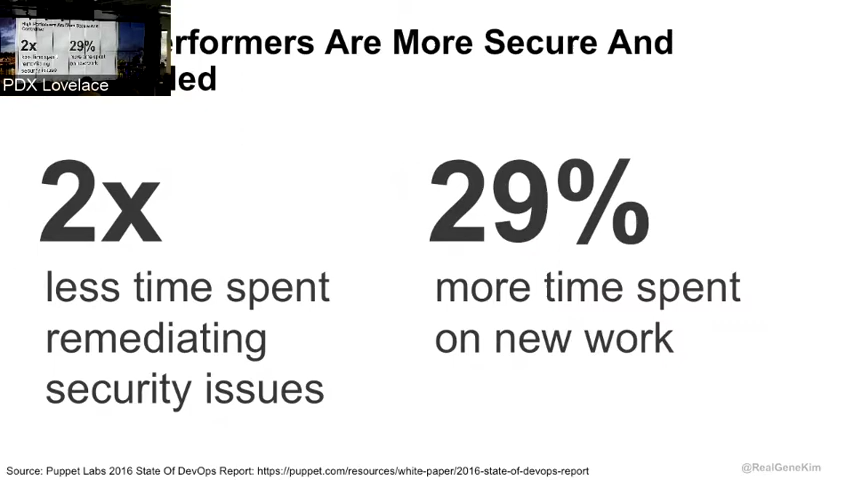 erformers Are More Secure And
led
PDX Lovelace
2x
less time spent
remediating
security issues
29%
more time spent
on new work
Source: Puppet Labs 2016 State Of DevOps Report: https://puppet.com/resources/white-paper/2016-state-of-devops-report
@RealGeneKim